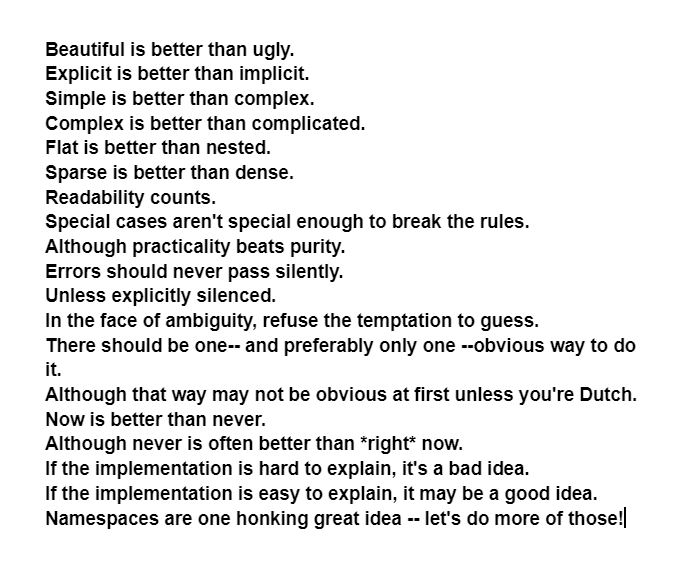 Beautiful is better than ugly.
Explicit is better than implicit.
Simple is better than complex.
Complex is better than complicated.
Flat is better than nested.
Sparse is better than dense.
Readability counts.
Special cases aren't special enough to break the rules.
Although practicality beats purity.
Errors should never pass silently.
Unless explicitly silenced.
In the face of ambiguity, refuse the temptation to guess.
There should be one-- and preferably only one --obvious way to do
it.
Although that way may not be obvious at first unless you're Dutch.
Now is better than never.
Although never is often better than *right* now.
If the implementation is hard to explain, it's a bad idea.
If the implementation is easy to explain, it may be a good idea.
Namespaces are one honking great idea -- let's do more of those!